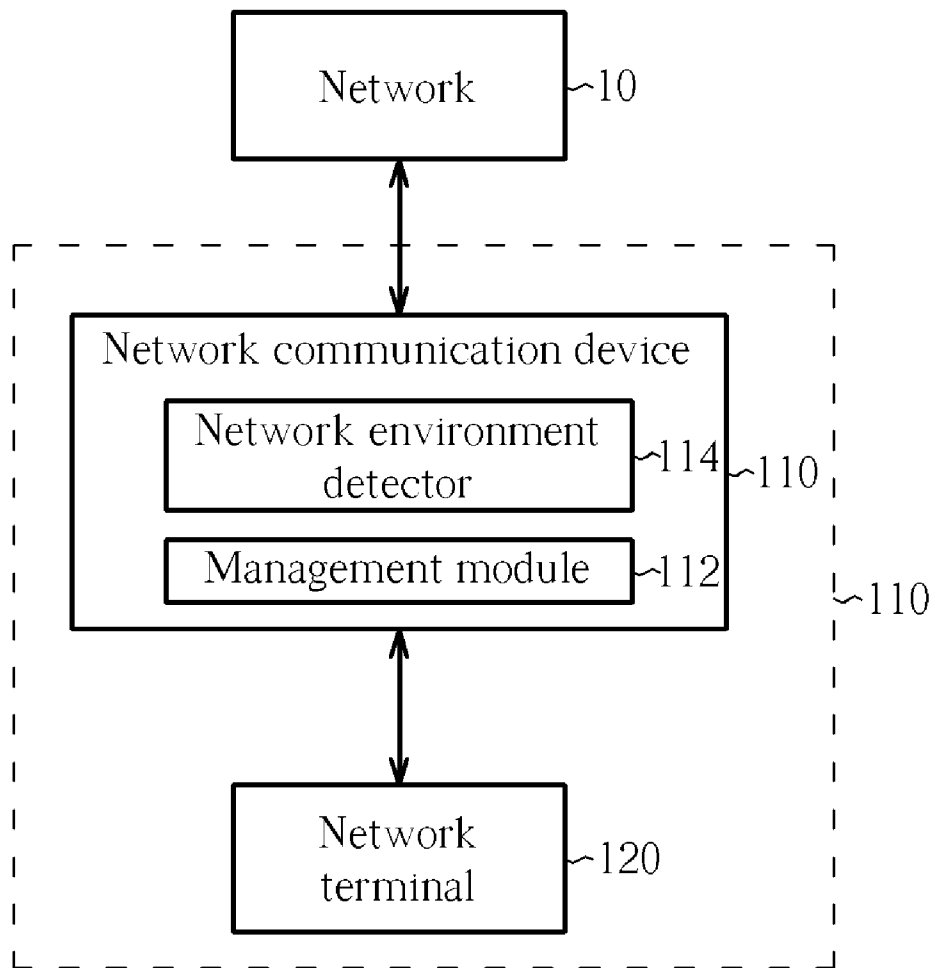 Network
10
Network communication device
Network environment
detector
114
110
Management module
112
110
Network
terminal
120